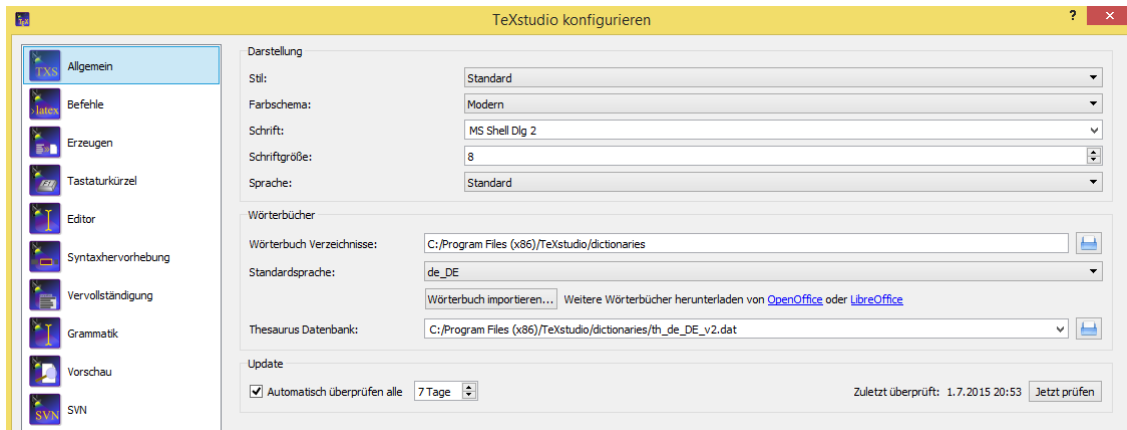 TeXstudio konfigurieren
?
Allgemein
Befehle
Erzeugen
Tastaturkürzel
Editor
Syntaxhervorhebung
Vervollständigung
Grammatik
Vorschau
SVN
TXS
latex
SVN
Darstellung
Stil: Standard
Farbschema: Modern
Schrift: MS Shell Dlg 2
Schriftgröße: 8
Sprache: Standard
Wörterbücher
Wörterbuch Verzeichnisse: C:/Program Files (x86)/TeXstudio/dictionaries
Standardsprache: de_DE
Wörterbuch importieren... Weitere Wörterbücher herunterladen von OpenOffice oder LibreOffice
Thesaurus Datenbank: C:/Program Files (x86)/TeXstudio/dictionaries/th_de_DE_v2.dat
Update
Automatisch überprüfen alle 7 Tage Zuletzt überprüft: 1.7.2015 20:53 Jetzt prüfen